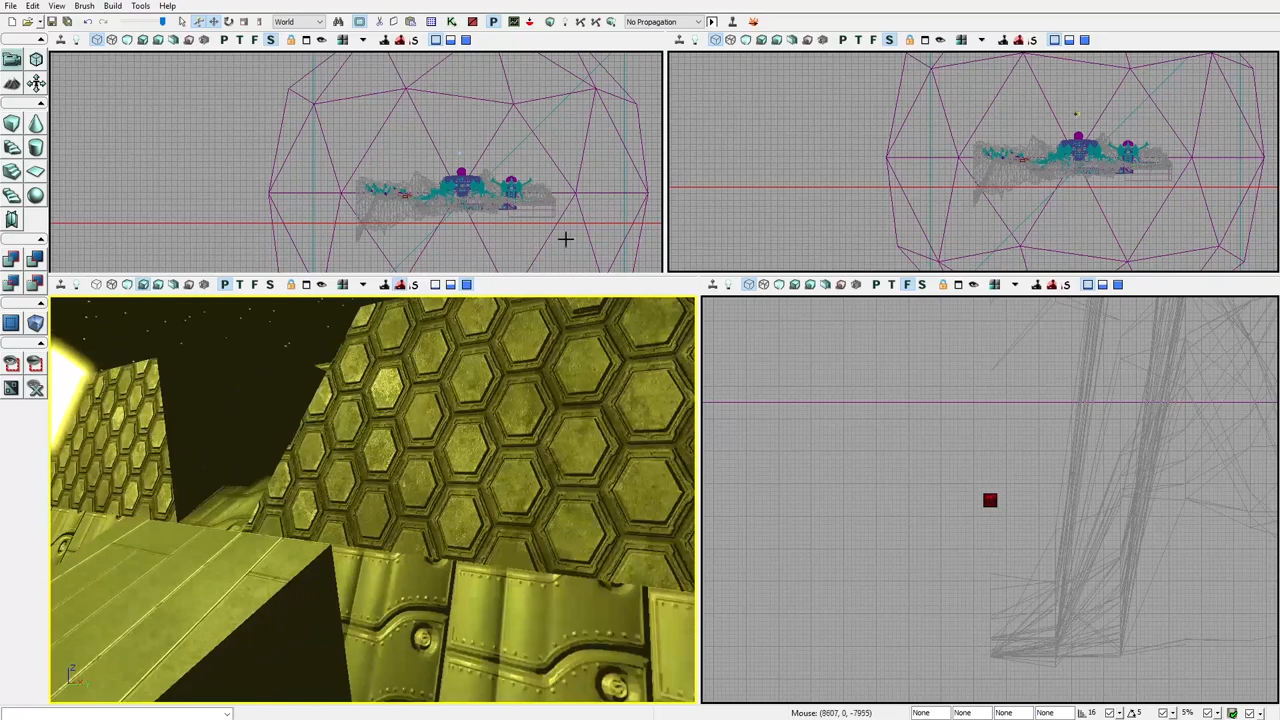 File Edit View Brush Build Tools Help
World No Propagation P
P T F S S P T F S S
P T F S S P T F S S
Z
Mouse: (8607, 0, -7955) None None None None 16 5 5%